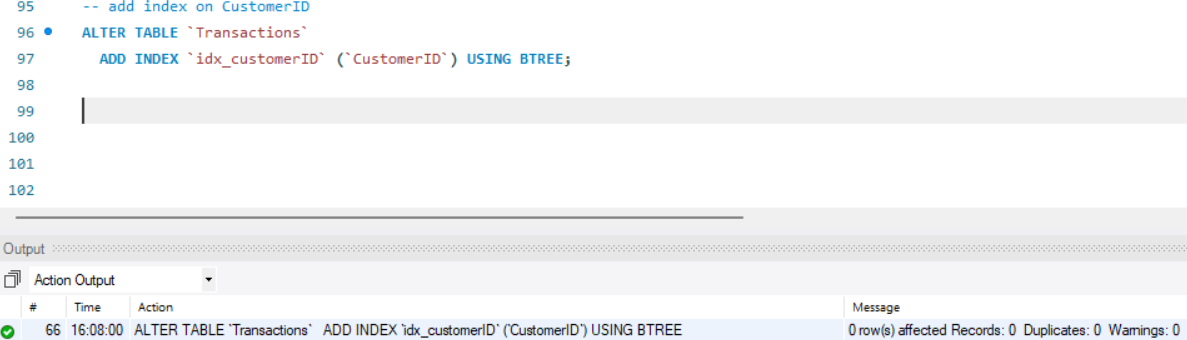 95 -- add index on CustomerID
96 ALTER TABLE `Transactions`
97 ADD INDEX `idx_customerID` (`CustomerID`) USING BTREE;
98
99
100
101
102
Output
Action Output
# Time Action Message
66 16:08:00 ALTER TABLE `Transactions` ADD INDEX `idx_customerID` (`CustomerID`) USING BTREE 0 row(s) affected Records: 0 Duplicates: 0 Warnings: 0